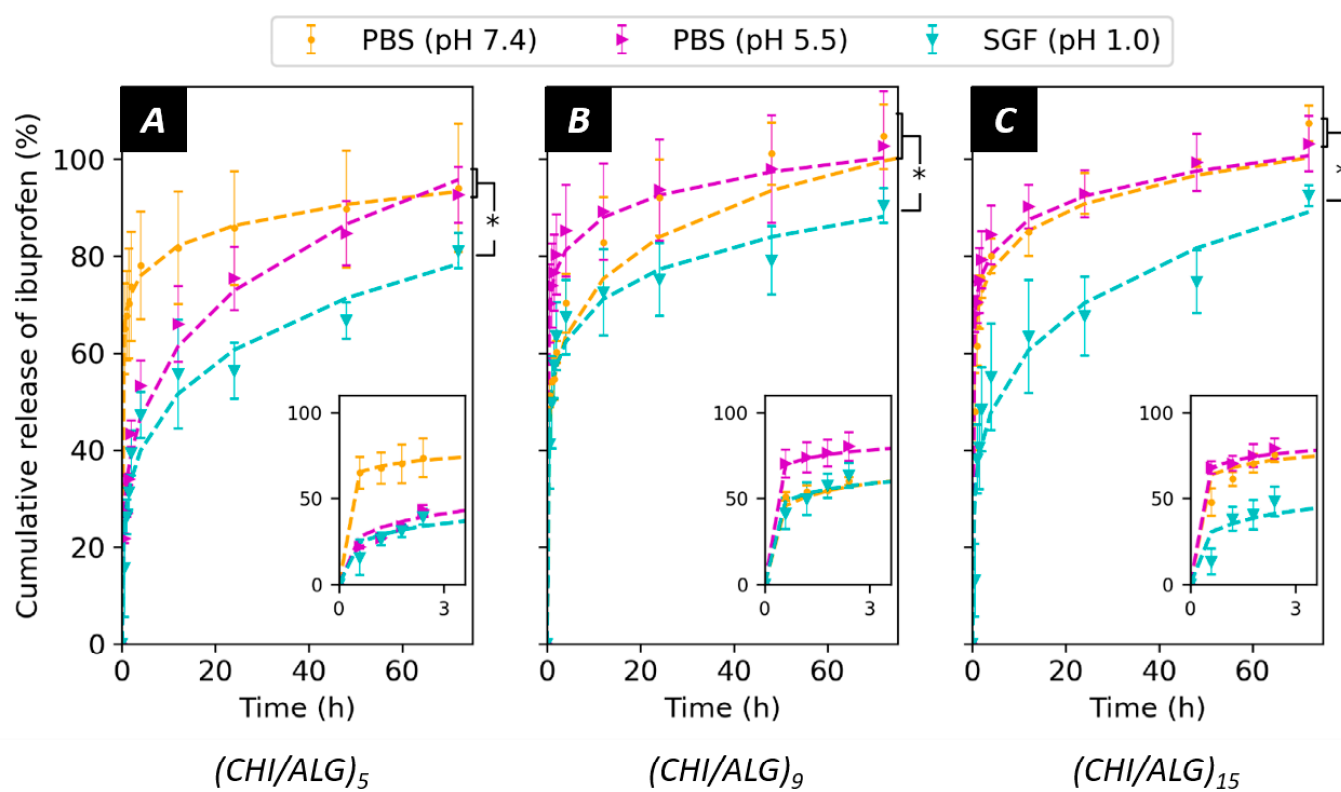 PBS (pH 7.4) PBS (pH 5.5) SGF (pH 1.0)
Cumulative release of ibuprofen (%)
A B C
100
80
60
40
20
0
* * *
100 100 100
50 50 50
0 0 0
0 3 0 3 0 3
0 20 40 60 0 20 40 60 0 20 40 60
Time (h) Time (h) Time (h)
(CHI/ALG)5 (CHI/ALG)9 (CHI/ALG)15